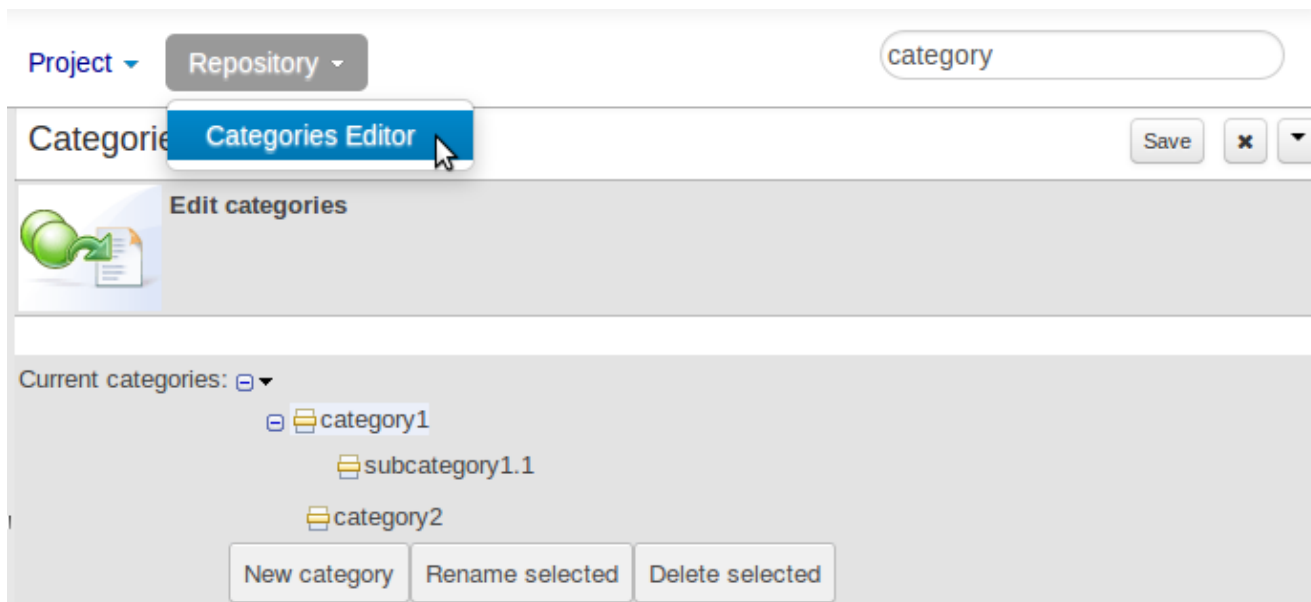 Project Repository category
Categorie Categories Editor Save
Edit categories
Current categories:
category1
subcategory1.1
category2
New category Rename selected Delete selected